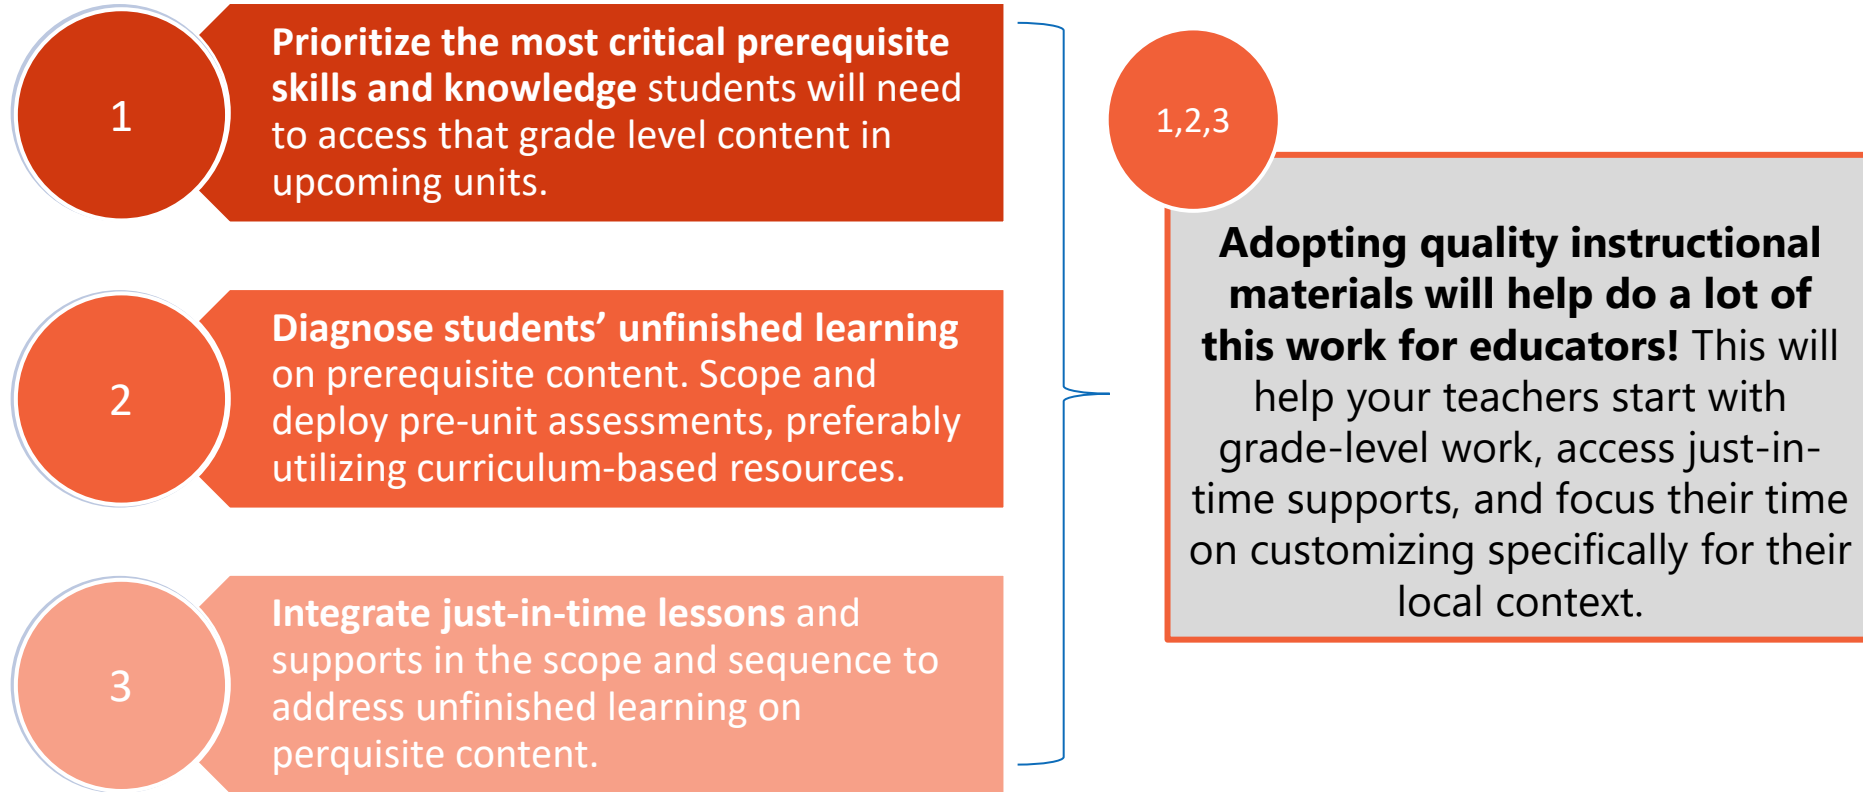 1
Prioritize the most critical prerequisite
skills and knowledge students will need
to access that grade level content in
upcoming units.
2
Diagnose students’ unfinished learning
on prerequisite content. Scope and
deploy pre-unit assessments, preferably
utilizing curriculum-based resources.
3
Integrate just-in-time lessons and
supports in the scope and sequence to
address unfinished learning on
perquisite content.
1,2,3
Adopting quality instructional
materials will help do a lot of
this work for educators! This will
help your teachers start with
grade-level work, access just-in-
time supports, and focus their time
on customizing specifically for their
local context.